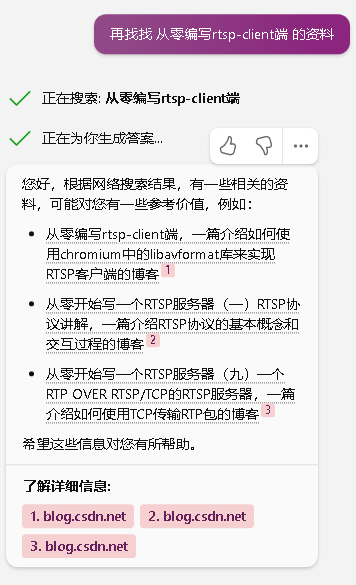 再找找 从零编写rtsp-client端 的资料
正在搜索: 从零编写rtsp-client端
正在为你生成答案...
您好，根据网络搜索结果，有一些相关的资
料，可能对您有一些参考价值，例如：
• 从零编写rtsp-client端，一篇介绍如何使
用chromium中的libavformat库来实现
RTSP客户端的博客 1
• 从零开始写一个RTSP服务器（一）RTSP协
议讲解，一篇介绍RTSP协议的基本概念和
交互过程的博客 2
• 从零开始写一个RTSP服务器（九）一个
RTP OVER RTSP/TCP的RTSP服务器，一篇
介绍如何使用TCP传输RTP包的博客 3
希望这些信息对您有所帮助。
了解详细信息:
1. blog.csdn.net 2. blog.csdn.net
3. blog.csdn.net